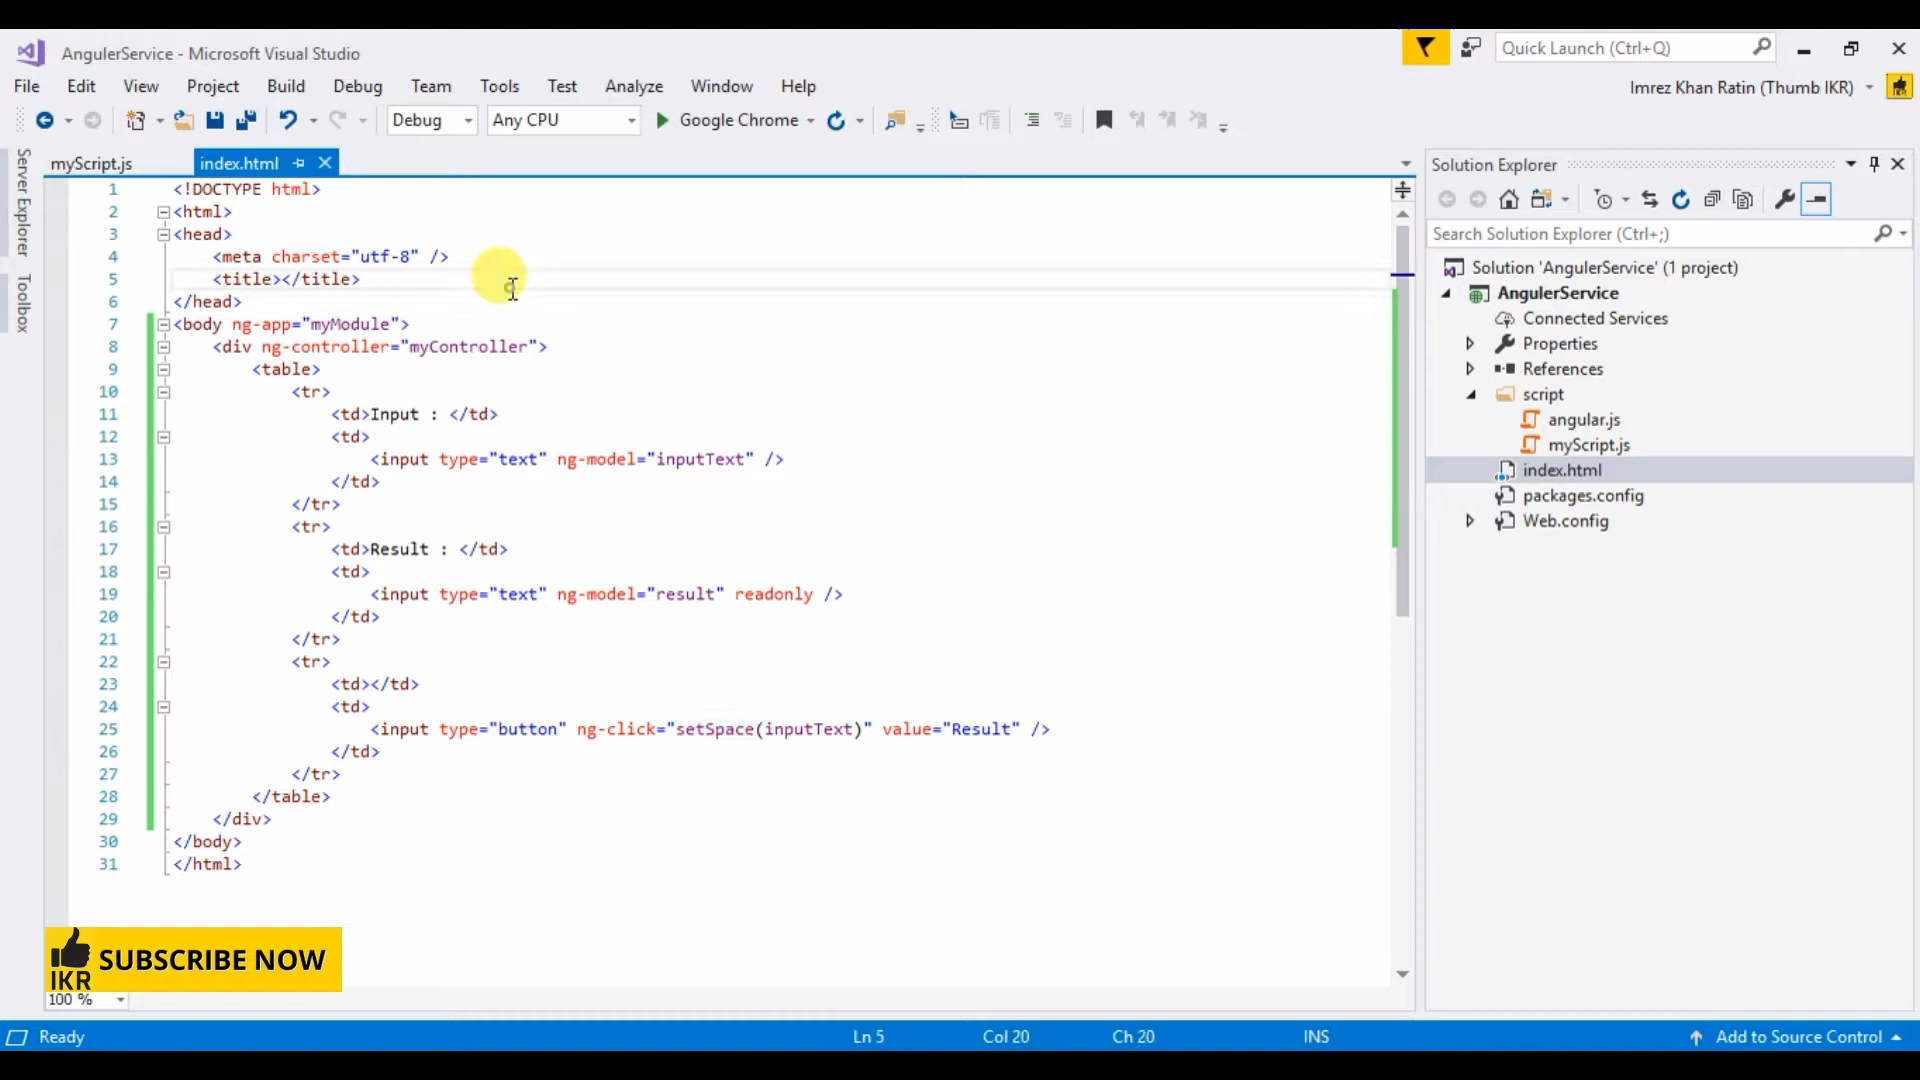 AngulerService - Microsoft Visual Studio
Quick Launch (Ctrl+Q)
File Edit View Project Build Debug Team Tools Test Analyze Window Help
Imrez Khan Ratin (Thumb IKR)
Debug Any CPU Google Chrome
Server Explorer
Toolbox
myScript.js index.html
1 <!DOCTYPE html>
2 <html>
3 <head>
4 <meta charset="utf-8" />
5 <title></title>
6 </head>
7 <body ng-app="myModule">
8 <div ng-controller="myController">
9 <table>
10 <tr>
11 <td>Input : </td>
12 <td>
13 <input type="text" ng-model="inputText" />
14 </td>
15 </tr>
16 <tr>
17 <td>Result : </td>
18 <td>
19 <input type="text" ng-model="result" readonly />
20 </td>
21 </tr>
22 <tr>
23 <td></td>
24 <td>
25 <input type="button" ng-click="setSpace(inputText)" value="Result" />
26 </td>
27 </tr>
28 </table>
29 </div>
30 </body>
31 </html>
Solution Explorer
Search Solution Explorer (Ctrl+;)
Solution 'AngulerService' (1 project)
AngulerService
Connected Services
Properties
References
script
angular.js
myScript.js
index.html
packages.config
Web.config
IKR SUBSCRIBE NOW
100 %
Ready Ln 5 Col 20 Ch 20 INS Add to Source Control